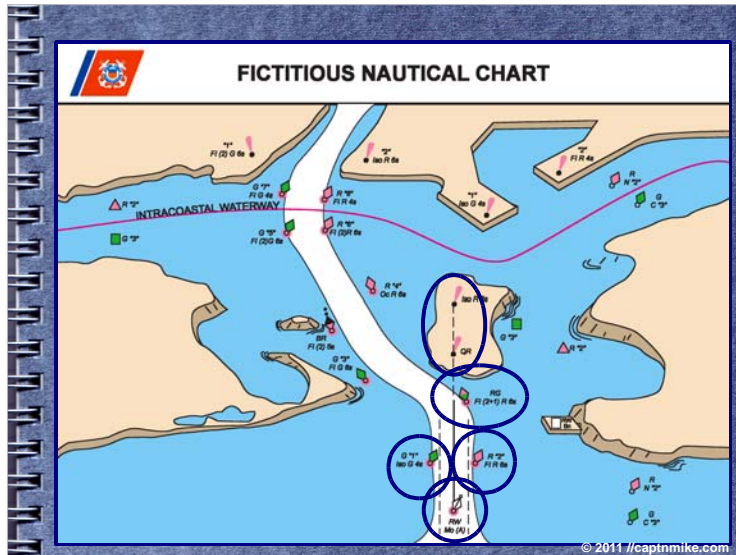 FICTITIOUS NAUTICAL CHART
"1"
Fl (2) G 6s
"2"
Iso R 6s
"2"
Fl R 4s
"1"
Iso G 4s
R
N "2"
G
C "3"
G "7"
Fl G 4s
R "8"
Fl R 4s
R "2"
INTRACOASTAL WATERWAY
G "5"
Fl (2)G 6s
R "6"
Fl (2)R 6s
G "3"
R "4"
Oc R 6s
Iso R 6s
BR
Fl (2) 5s
G "3"
QR
R "2"
G "3"
Fl G 6s
RG
Fl (2+1) R 6s
G "1"
Iso G 4s
R "2"
Fl R 6s
R
N "2"
RW
Mo (A)
G
C "3"
© 2011 //captnmike.com